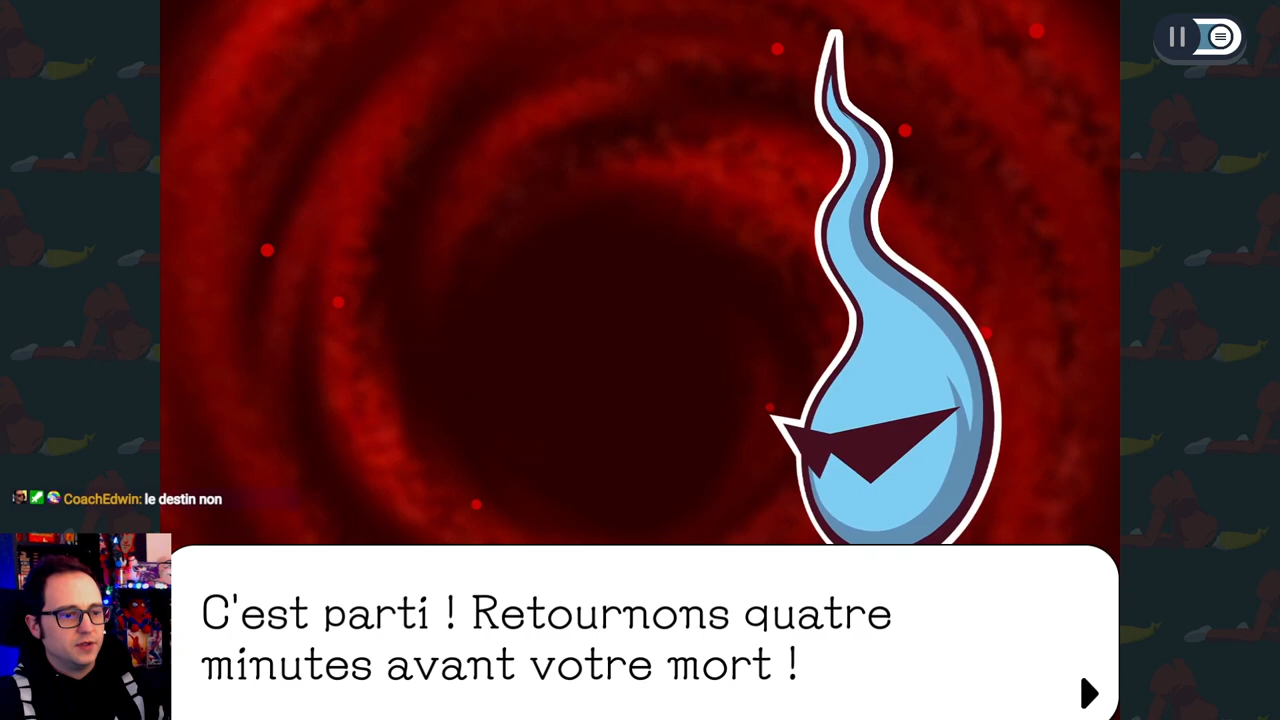 CoachEdwin: le destin non
C'est parti ! Retournons quatre
minutes avant votre mort !